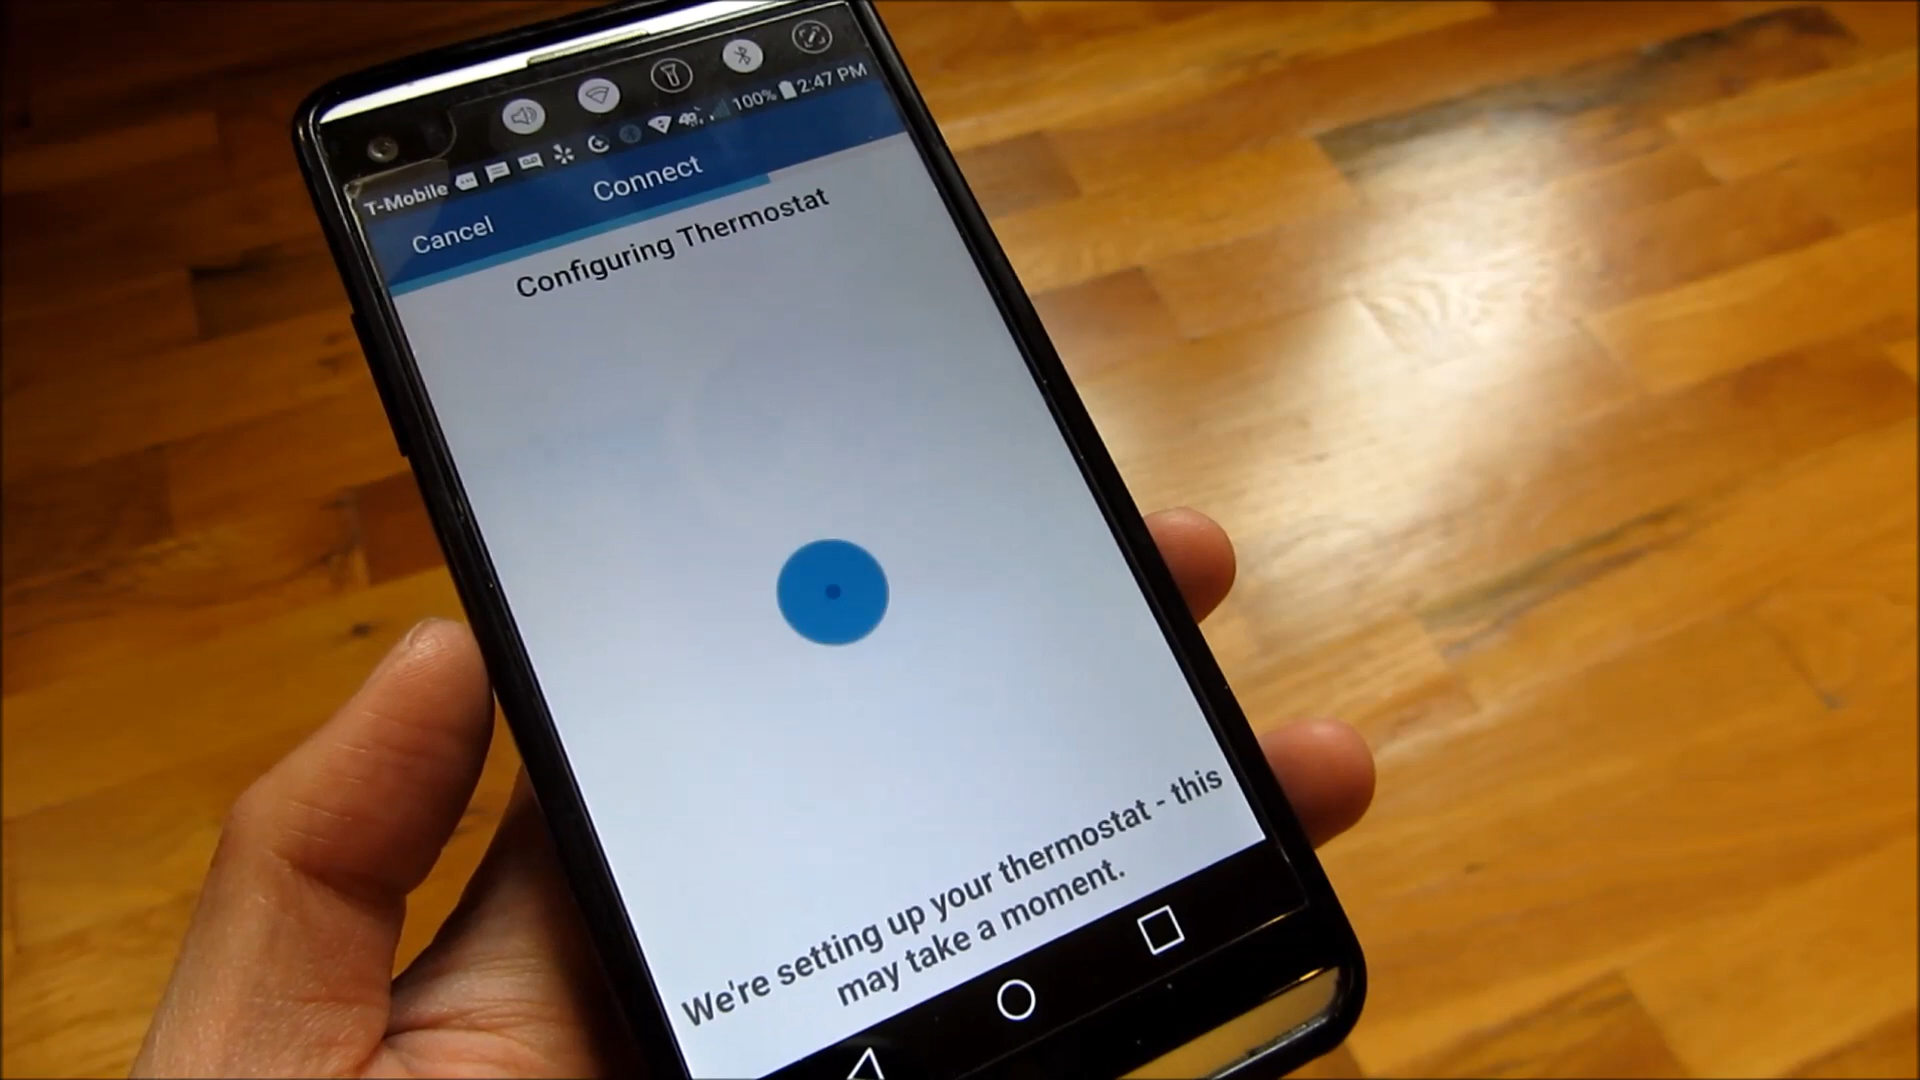 T-Mobile 4G 100% 2:47 PM
Cancel Connect
Configuring Thermostat
We're setting up your thermostat - this
may take a moment.